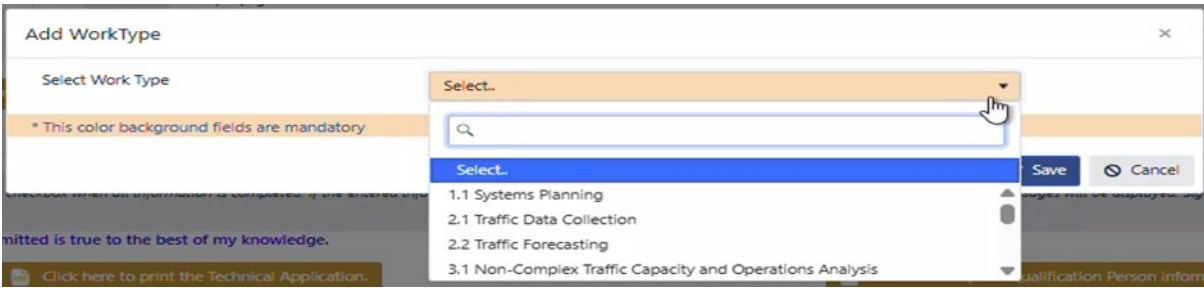 Add WorkType
×
Select Work Type
Select..
* This color background fields are mandatory
Select..
1.1 Systems Planning
2.1 Traffic Data Collection
2.2 Traffic Forecasting
3.1 Non-Complex Traffic Capacity and Operations Analysis
Save
Cancel
checkbox when all information is completed. If the entered
will be displayed.
mitted is true to the best of my knowledge.
Click here to print the Technical Application.
ualification Person inform